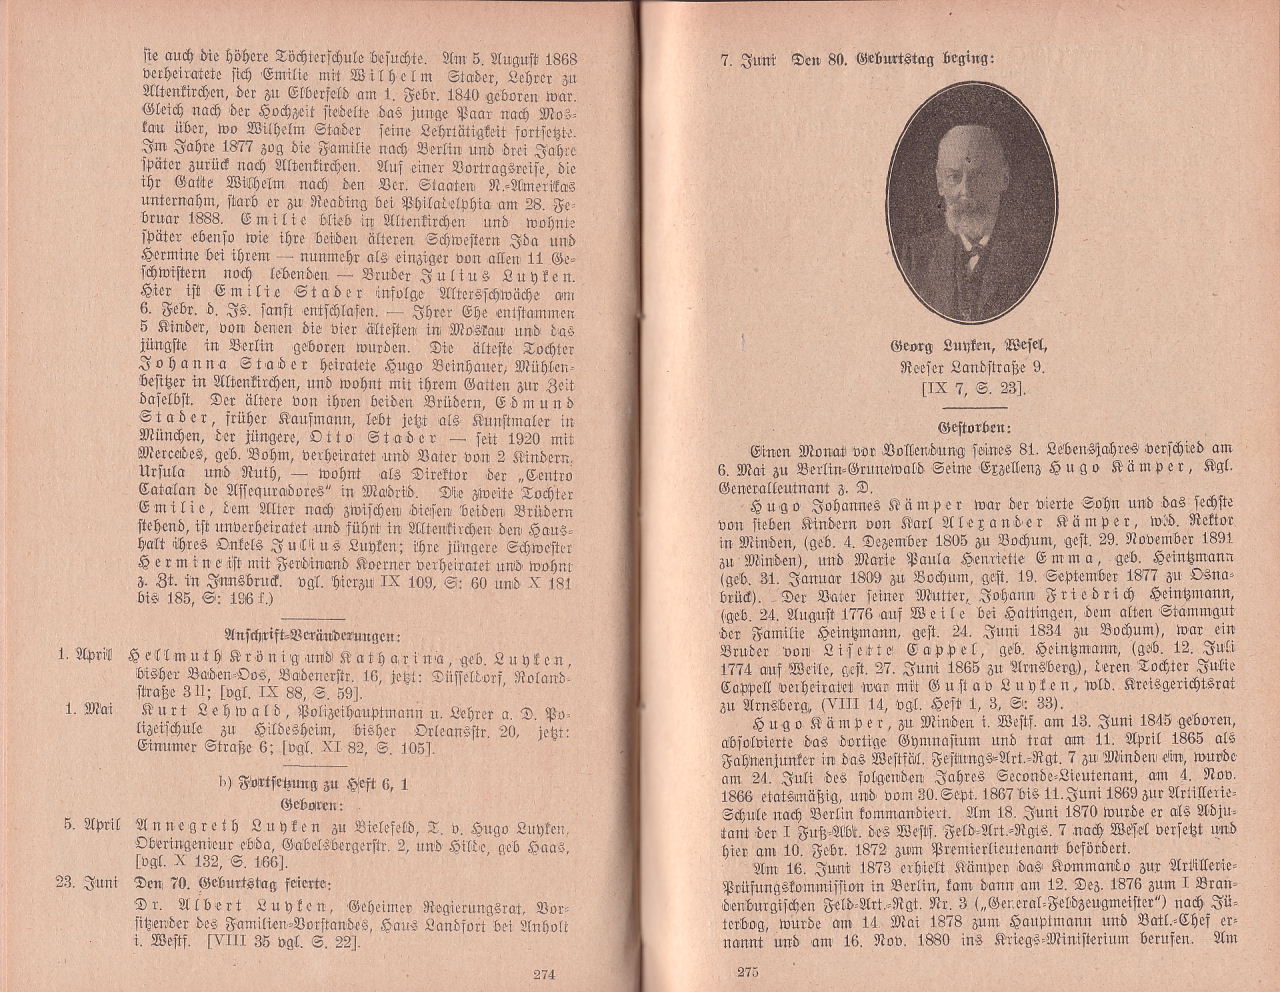 sie auch die höhere Töchterschule besuchte. Am 5. August 1868
verheiratete sich Emilie mit Wilhelm Stader, Lehrer zu
Altenkirchen, der zu Elberfeld am 1. Febr. 1840 geboren war.
Gleich nach der Hochzeit siedelte das junge Paar nach Mos-
kau über, wo Wilhelm Stader seine Lehrtätigkeit fortsetzte.
Im Jahre 1877 zog die Familie nach Berlin und drei Jahre
später zurück nach Altenkirchen. Auf einer Vortragsreise, die
ihr Gatte Wilhelm nach den Ver. Staaten N.-Amerikas
unternahm, starb er zu Reading bei Philadelphia am 28. Fe-
bruar 1888. Emilie blieb in Altenkirchen und wohnte
später ebenso wie ihre beiden älteren Schwestern Ida und
Hermine bei ihrem — nunmehr als einziger von allen 11 Ge-
schwistern noch lebenden — Bruder Julius Luyken.
Hier ist Emilie Stader infolge Altersschwäche am
6. Febr. d. Js. sanft entschlafen. — Ihrer Ehe entstammen
5 Kinder, von denen die vier ältesten in Moskau und das
jüngste in Berlin geboren wurden. Die älteste Tochter
Johanna Stader heiratete Hugo Beinhauer, Mühlen-
besitzer in Altenkirchen, und wohnt mit ihrem Gatten zur Zeit
daselbst. Der ältere von ihren beiden Brüdern, Edmund
Stader, früher Kaufmann, lebt jetzt als Kunstmaler in
München, der jüngere, Otto Stader — seit 1920 mit
Mercedes, geb. Bohm, verheiratet und Vater von 2 Kindern,
Ursula und Ruth, — wohnt als Direktor der „Centro
Catalan de Assequradores“ in Madrid. Die zweite Tochter
Emilie, dem Alter nach zwischen diesen beiden Brüdern
stehend, ist unverheiratet und führt in Altenkirchen den Haus-
halt ihres Onkels Julius Luyken; ihre jüngere Schwester
Hermine ist mit Ferdinand Koerner verheiratet und wohnt
z. Zt. in Innsbruck. vgl. hierzu IX 109, S: 60 und X 181
bis 185, S: 196 f.)
Anschrift-Veränderungen:
1. April Hellmuth Krönig und Katharina, geb. Luyken,
bisher Baden-Oos, Badenerstr. 16, jetzt: Düsseldorf, Roland-
straße 3 II; [vgl. IX 88, S. 59].
1. Mai Kurt Lehwald, Polizeihauptmann u. Lehrer a. D. Po-
lizeischule zu Hildesheim, bisher Orleansstr. 20, jetzt:
Einumer Straße 6; [vgl. XI 82, S. 105].
b) Fortsetzung zu Heft 6, 1
Geboren:
5. April Annegreth Luyken zu Bielefeld, T. v. Hugo Luyken,
Oberingenieur ebda, Gabelsbergerstr. 2, und Hilde, geb Haas,
[vgl. X 132, S. 166].
23. Juni Den 70. Geburtstag feierte:
Dr. Albert Luyken, Geheimer Regierungsrat, Vor-
sitzender des Familien-Vorstandes, Haus Landfort bei Anholt
i. Westf. [VIII 35 vgl. S. 22].
274
7. Juni Den 80. Geburtstag beging:
Georg Luyken, Wesel,
Reeser Landstraße 9.
[IX 7, S. 23].
Gestorben:
Einen Monat vor Vollendung seines 81. Lebensjahres verschied am
6. Mai zu Berlin-Grunewald Seine Exzellenz Hugo Kämper, Kgl.
Generalleutnant z. D.
Hugo Johannes Kämper war der vierte Sohn und das sechste
von sieben Kindern von Karl Alexander Kämper, wld. Rektor
in Minden, (geb. 4. Dezember 1805 zu Bochum, gest. 29. November 1891
zu Minden), und Marie Paula Henriette Emma, geb. Heintzmann
(geb. 31. Januar 1809 zu Bochum, gest. 19. September 1877 zu Osna-
brück). Der Vater seiner Mutter, Johann Friedrich Heintzmann,
(geb. 24. August 1776 auf Weile bei Hattingen, dem alten Stammgut
der Familie Heintzmann, gest. 24. Juni 1834 zu Bochum), war ein
Bruder von Lisette Cappel, geb. Heintzmann, (geb. 12. Juli
1774 auf Weile, gest. 27. Juni 1865 zu Arnsberg), deren Tochter Julie
Cappell verheiratet war mit Gustav Luyken, wld. Kreisgerichtsrat
zu Arnsberg, (VIII 14, vgl. Heft 1, 3, S: 33).
Hugo Kämper, zu Minden i. Westf. am 13. Juni 1845 geboren,
absolvierte das dortige Gymnasium und trat am 11. April 1865 als
Fahnenjunker in das Westfäl. Festungs-Art.-Rgt. 7 zu Minden ein, wurde
am 24. Juli des folgenden Jahres Seconde-Lieutenant, am 4. Nov.
1866 etatsmäßig, und vom 30. Sept. 1867 bis 11. Juni 1869 zur Artillerie-
Schule nach Berlin kommandiert. Am 18. Juni 1870 wurde er als Adju-
tant der I Fuß-Abt. des Westf. Feld-Art.-Rgts. 7 nach Wesel versetzt und
hier am 10. Febr. 1872 zum Premierlieutenant befördert.
Am 16. Juni 1873 erhielt Kämper das Kommando zur Artillerie-
Prüfungskommission in Berlin, kam dann am 12. Dez. 1876 zum I Bran-
denburgischen Feld-Art.-Rgt. Nr. 3 („General-Feldzeugmeister“) nach Jü-
terbog, wurde am 14. Mai 1878 zum Hauptmann und Batl.-Chef er-
nannt und am 16. Nov. 1880 ins Kriegs-Ministerium berufen. Am
275